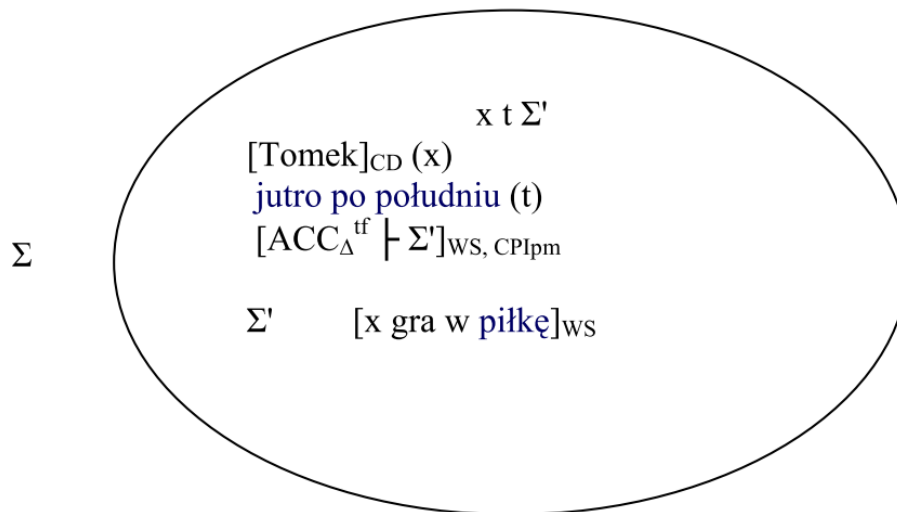 x t Σ'
[Tomek]CD (x)
jutro po południu (t)
[ACCΔtf ├ Σ']WS, CPIpm
Σ
Σ' [x gra w piłkę]WS